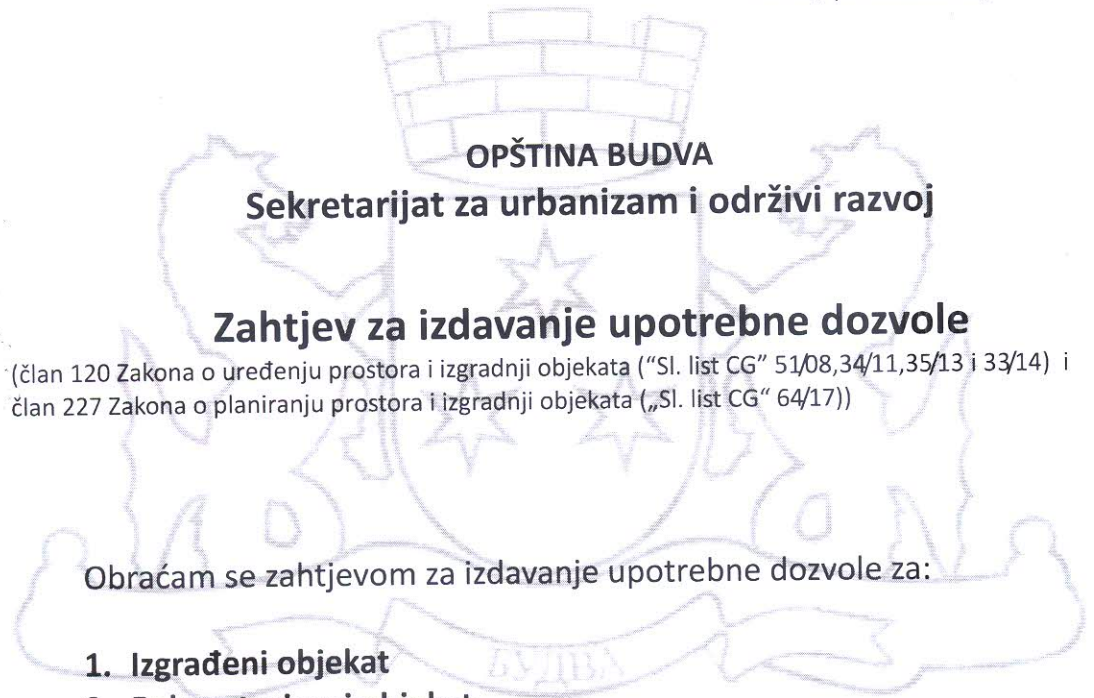 OPŠTINA BUDVA
Sekretarijat za urbanizam i održivi razvoj
Zahtjev za izdavanje upotrebne dozvole
(član 120 Zakona o uređenju prostora i izgradnji objekata (“Sl. list CG” 51/08,34/11,35/13 i 33/14) i
član 227 Zakona o planiranju prostora i izgradnji objekata („Sl. list CG“ 64/17))
Obraćam se zahtjevom za izdavanje upotrebne dozvole za:
1. Izgrađeni objekat
БУДВА